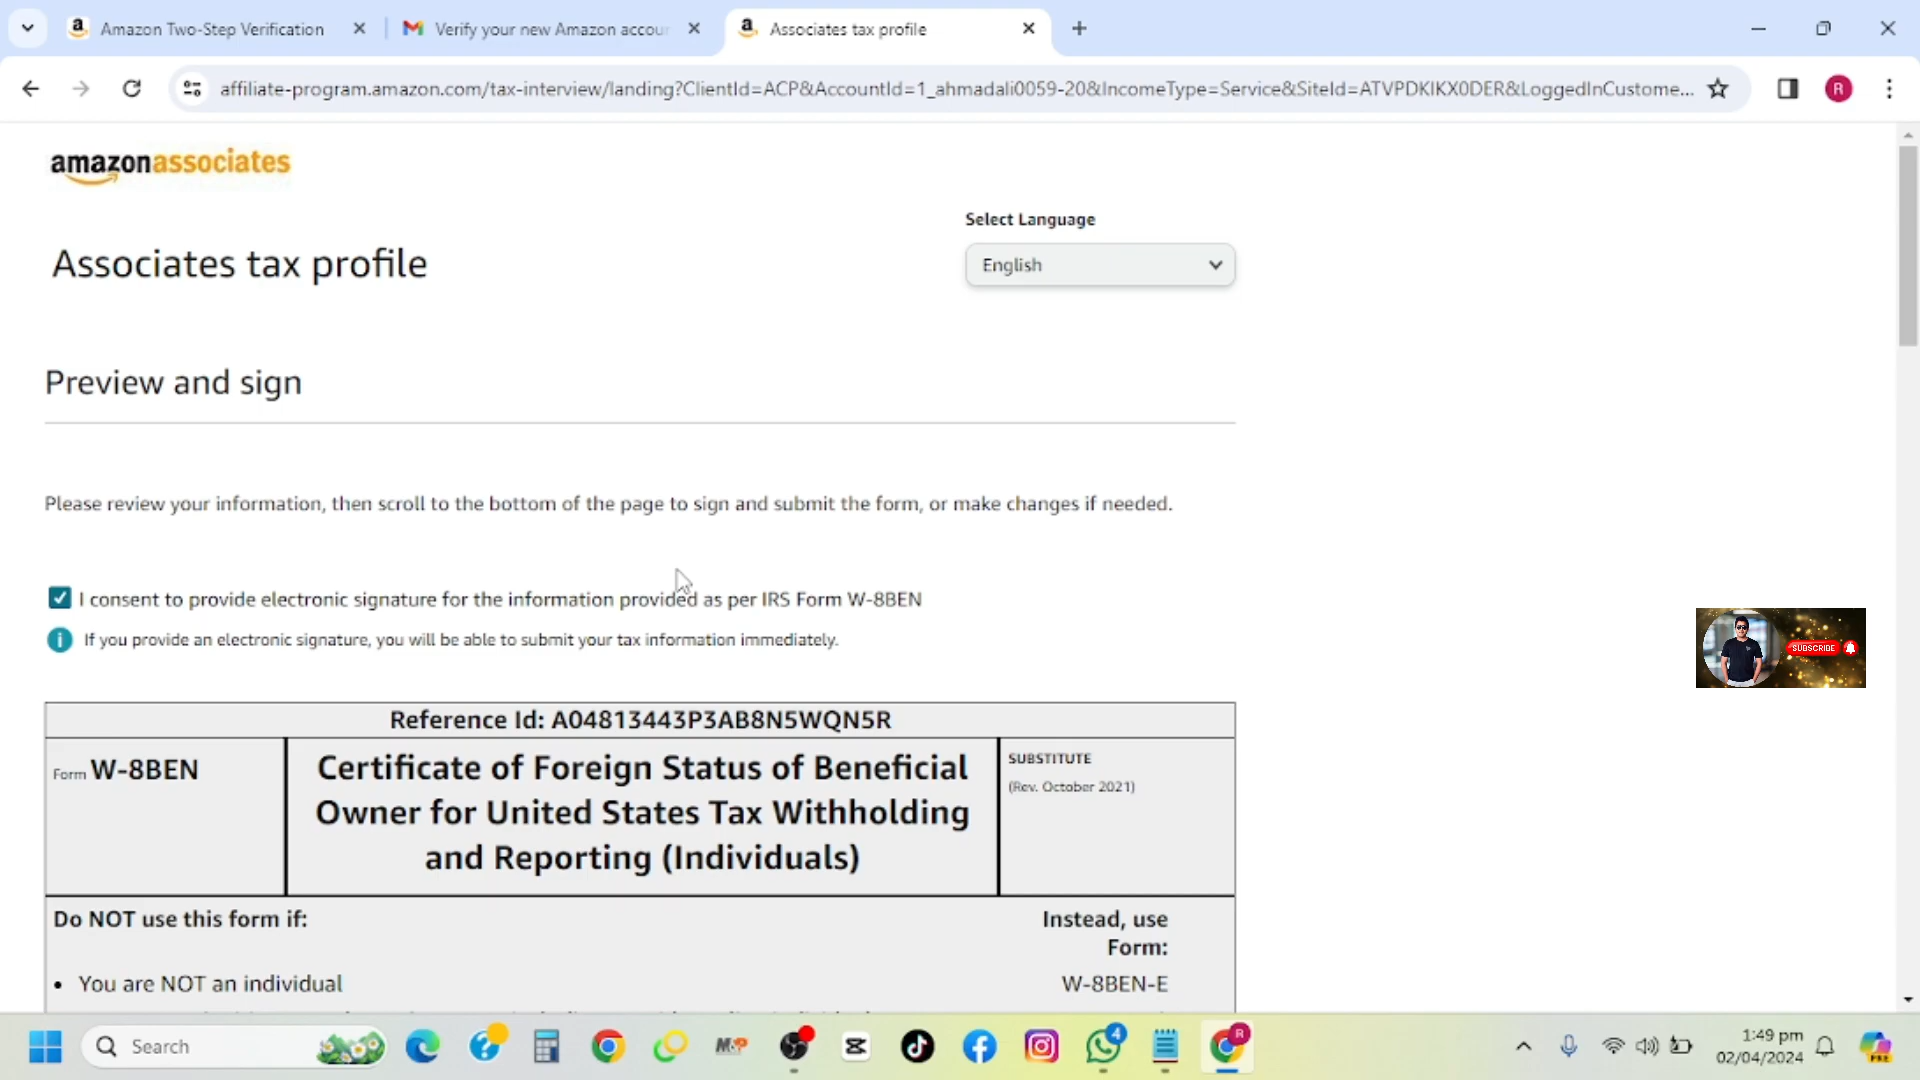 Amazon Two-Step Verification
Verify your new Amazon accour
Associates tax profile
affiliate-program.amazon.com/tax-interview/landing?ClientId=ACP&AccountId=1_ahmadali0059-20&IncomeType=Service&SiteId=ATVPDKIKX0DER&LoggedInCustome...
R
amazonassociates
Select Language
Associates tax profile
English
Preview and sign
Please review your information, then scroll to the bottom of the page to sign and submit the form, or make changes if needed.
I consent to provide electronic signature for the information provided as per IRS Form W-8BEN
If you provide an electronic signature, you will be able to submit your tax information immediately.
SUBSCRIBE
Reference Id: A04813443P3AB8N5WQN5R
Form W-8BEN
Certificate of Foreign Status of Beneficial
Owner for United States Tax Withholding
and Reporting (Individuals)
SUBSTITUTE
(Rev. October 2021)
Do NOT use this form if:
Instead, use
Form:
• You are NOT an individual
W-8BEN-E
Search
4
R
1:49 pm
02/04/2024
PRE